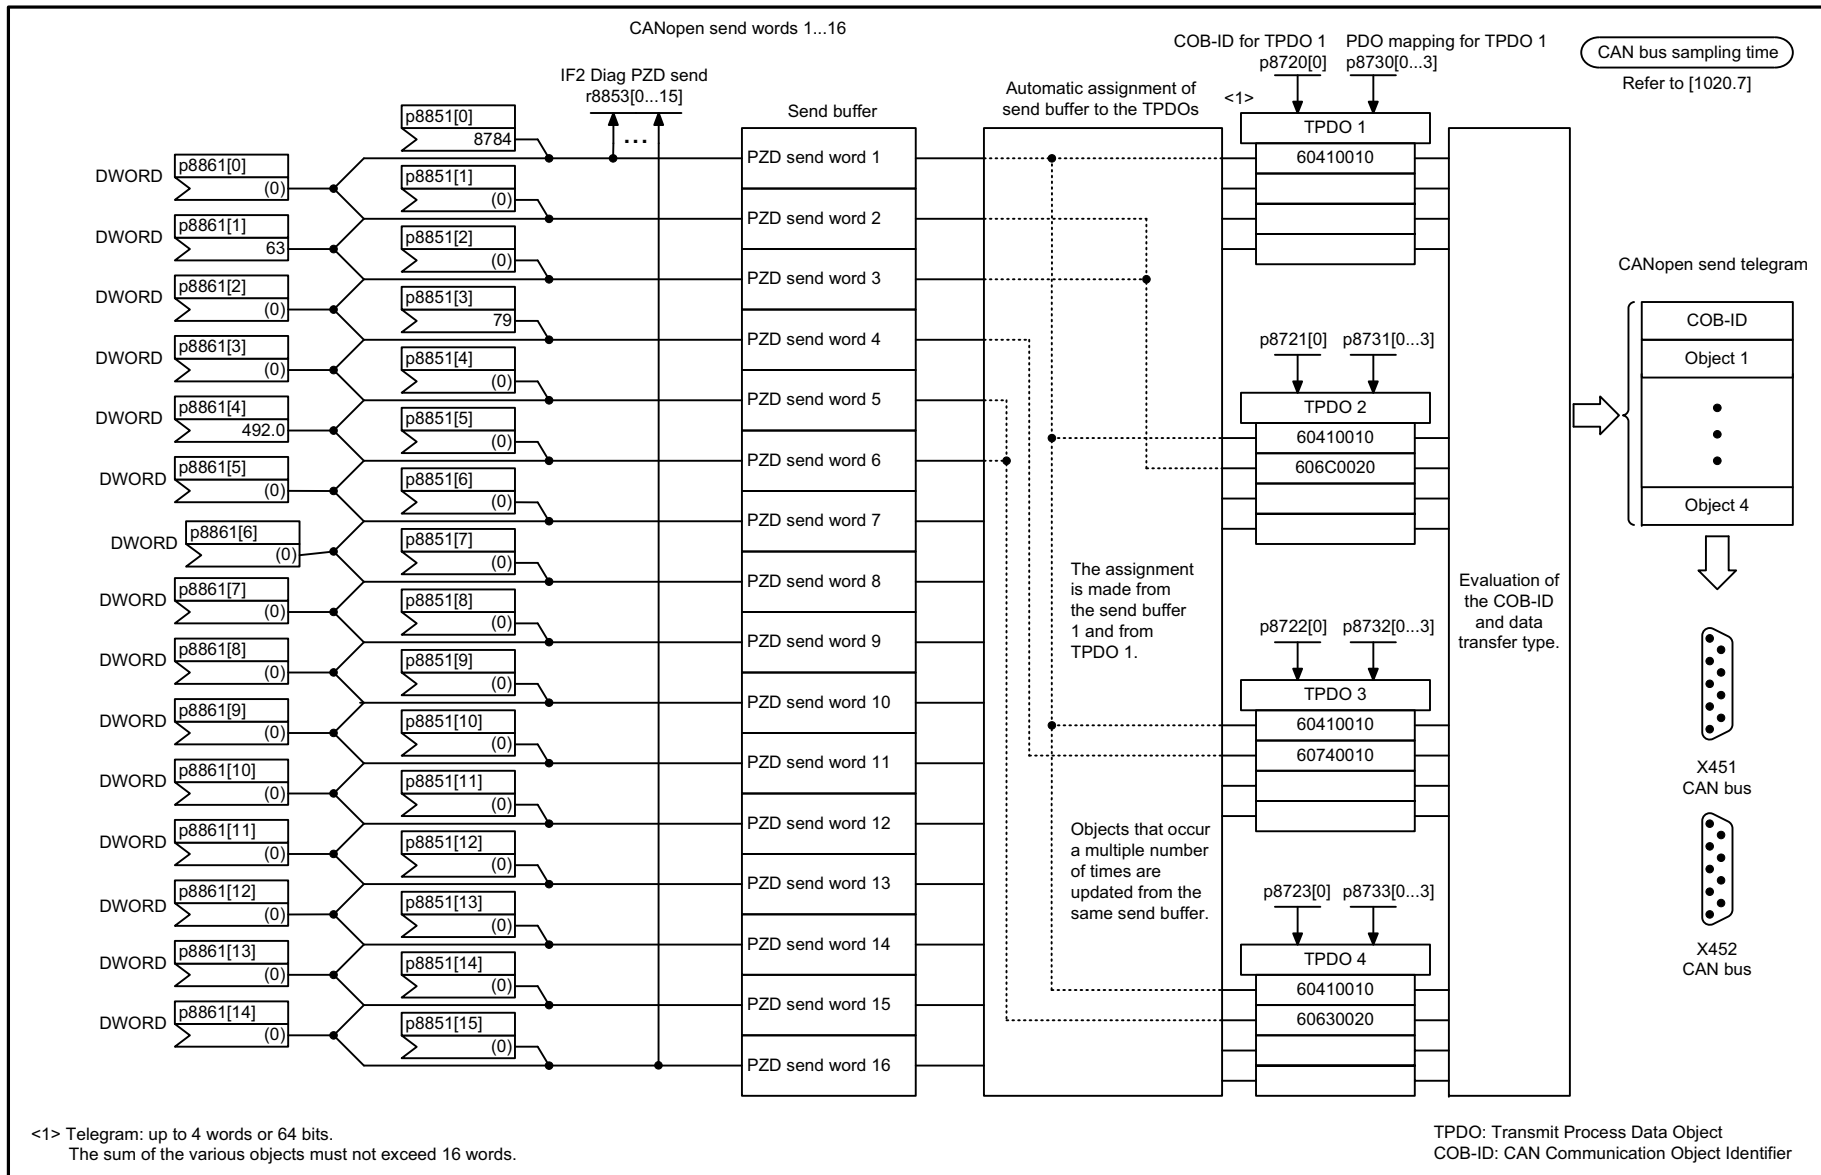 CANopen send words 1...16
IF2 Diag PZD send
r8853[0...15]
...
DWORD
p8861[0]
(0)
DWORD
p8861[1]
63
DWORD
p8861[2]
(0)
DWORD
p8861[3]
(0)
DWORD
p8861[4]
492.0
DWORD
p8861[5]
(0)
DWORD
p8861[6]
(0)
DWORD
p8861[7]
(0)
DWORD
p8861[8]
(0)
DWORD
p8861[9]
(0)
DWORD
p8861[10]
(0)
DWORD
p8861[11]
(0)
DWORD
p8861[12]
(0)
DWORD
p8861[13]
(0)
DWORD
p8861[14]
(0)
p8851[0]
8784
p8851[1]
(0)
p8851[2]
(0)
p8851[3]
79
p8851[4]
(0)
p8851[5]
(0)
p8851[6]
(0)
p8851[7]
(0)
p8851[8]
(0)
p8851[9]
(0)
p8851[10]
(0)
p8851[11]
(0)
p8851[12]
(0)
p8851[13]
(0)
p8851[14]
(0)
p8851[15]
(0)
Send buffer
PZD send word 1
PZD send word 2
PZD send word 3
PZD send word 4
PZD send word 5
PZD send word 6
PZD send word 7
PZD send word 8
PZD send word 9
PZD send word 10
PZD send word 11
PZD send word 12
PZD send word 13
PZD send word 14
PZD send word 15
PZD send word 16
Automatic assignment of
send buffer to the TPDOs
The assignment
is made from
the send buffer
1 and from
TPDO 1.
Objects that occur
a multiple number
of times are
updated from the
same send buffer.
COB-ID for TPDO 1
p8720[0]
PDO mapping for TPDO 1
p8730[0...3]
<1>
TPDO 1
60410010
p8721[0]
p8731[0...3]
TPDO 2
60410010
606C0020
p8722[0]
p8732[0...3]
TPDO 3
60410010
60740010
p8723[0]
p8733[0...3]
TPDO 4
60410010
60630020
Evaluation of
the COB-ID
and data
transfer type.
CAN bus sampling time
Refer to [1020.7]
CANopen send telegram
COB-ID
Object 1
Object 4
X451
CAN bus
X452
CAN bus
<1> Telegram: up to 4 words or 64 bits.
The sum of the various objects must not exceed 16 words.
TPDO: Transmit Process Data Object
COB-ID: CAN Communication Object Identifier